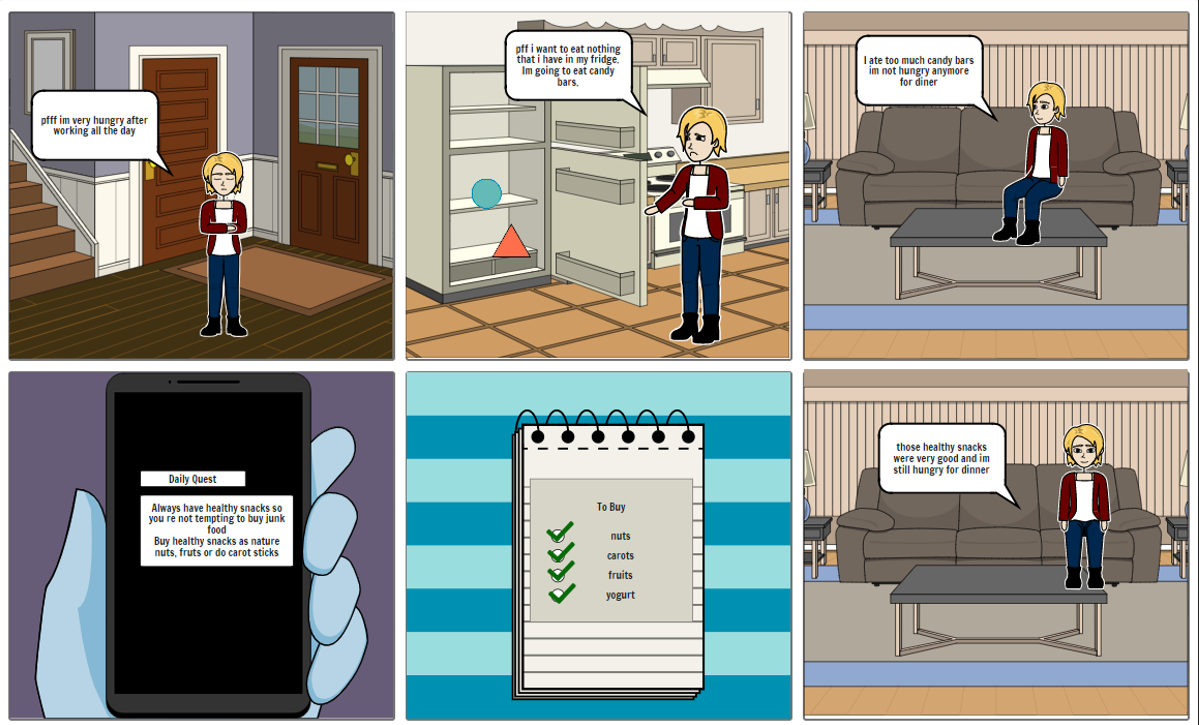 pfff im very hungry after
working all the day
pff i want to eat nothing
that i have in my fridge.
Im going to eat candy
bars.
I ate too much candy bars
im not hungry anymore
for diner
Daily Quest
Always have healthy snacks so
you re not tempting to buy junk
food
Buy healthy snacks as nature
nuts, fruts or do carot sticks
To Buy
nuts
carots
fruits
yogurt
those healthy snacks
were very good and im
still hungry for dinner